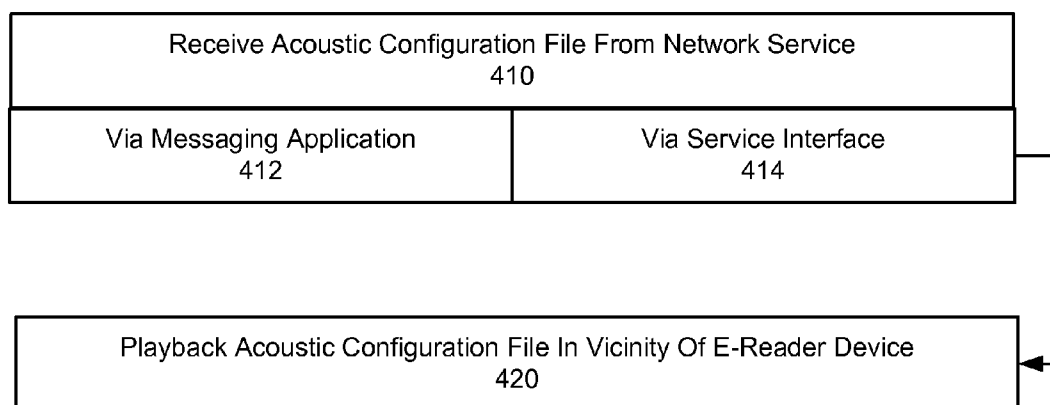 Receive Acoustic Configuration File From Network Service
410
Via Messaging Application
412
Via Service Interface
414
Playback Acoustic Configuration File In Vicinity Of E-Reader Device
420